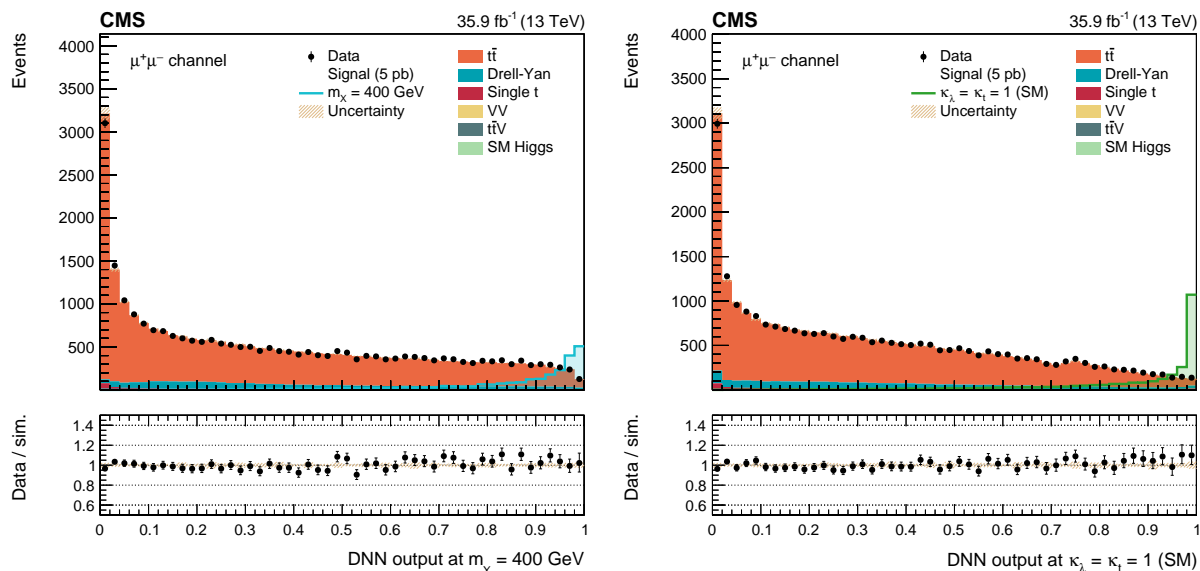 CMS
35.9 fb⁻¹ (13 TeV)
Events
μ⁺μ⁻ channel
Data
Signal (5 pb)
m_X = 400 GeV
Uncertainty
tt̄
Drell-Yan
Single t
VV
tt̄V
SM Higgs
4000
3500
3000
2500
2000
1500
1000
500
Data / sim.
1.4
1.2
1
0.8
0.6
0 0.1 0.2 0.3 0.4 0.5 0.6 0.7 0.8 0.9 1
DNN output at m_X = 400 GeV
CMS
35.9 fb⁻¹ (13 TeV)
Events
μ⁺μ⁻ channel
Data
Signal (5 pb)
κ_λ = κ_t = 1 (SM)
Uncertainty
tt̄
Drell-Yan
Single t
VV
tt̄V
SM Higgs
4000
3500
3000
2500
2000
1500
1000
500
Data / sim.
1.4
1.2
1
0.8
0.6
0 0.1 0.2 0.3 0.4 0.5 0.6 0.7 0.8 0.9 1
DNN output at κ_λ = κ_t = 1 (SM)